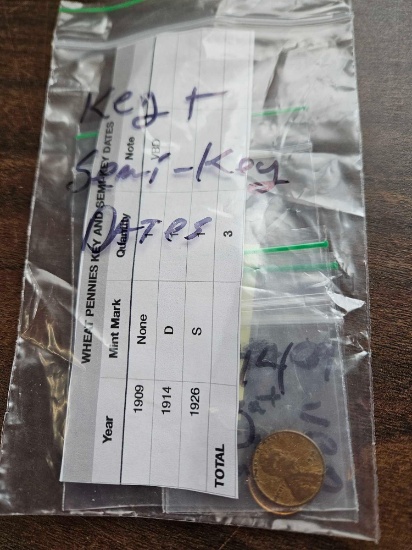 Key +
Semi-Key
Dates
WHEAT PENNIES KEY AND SEMI-KEY DATES
Year Mint Mark Quantity Note
1909 None VBD
1914 D
1926 S
TOTAL 3